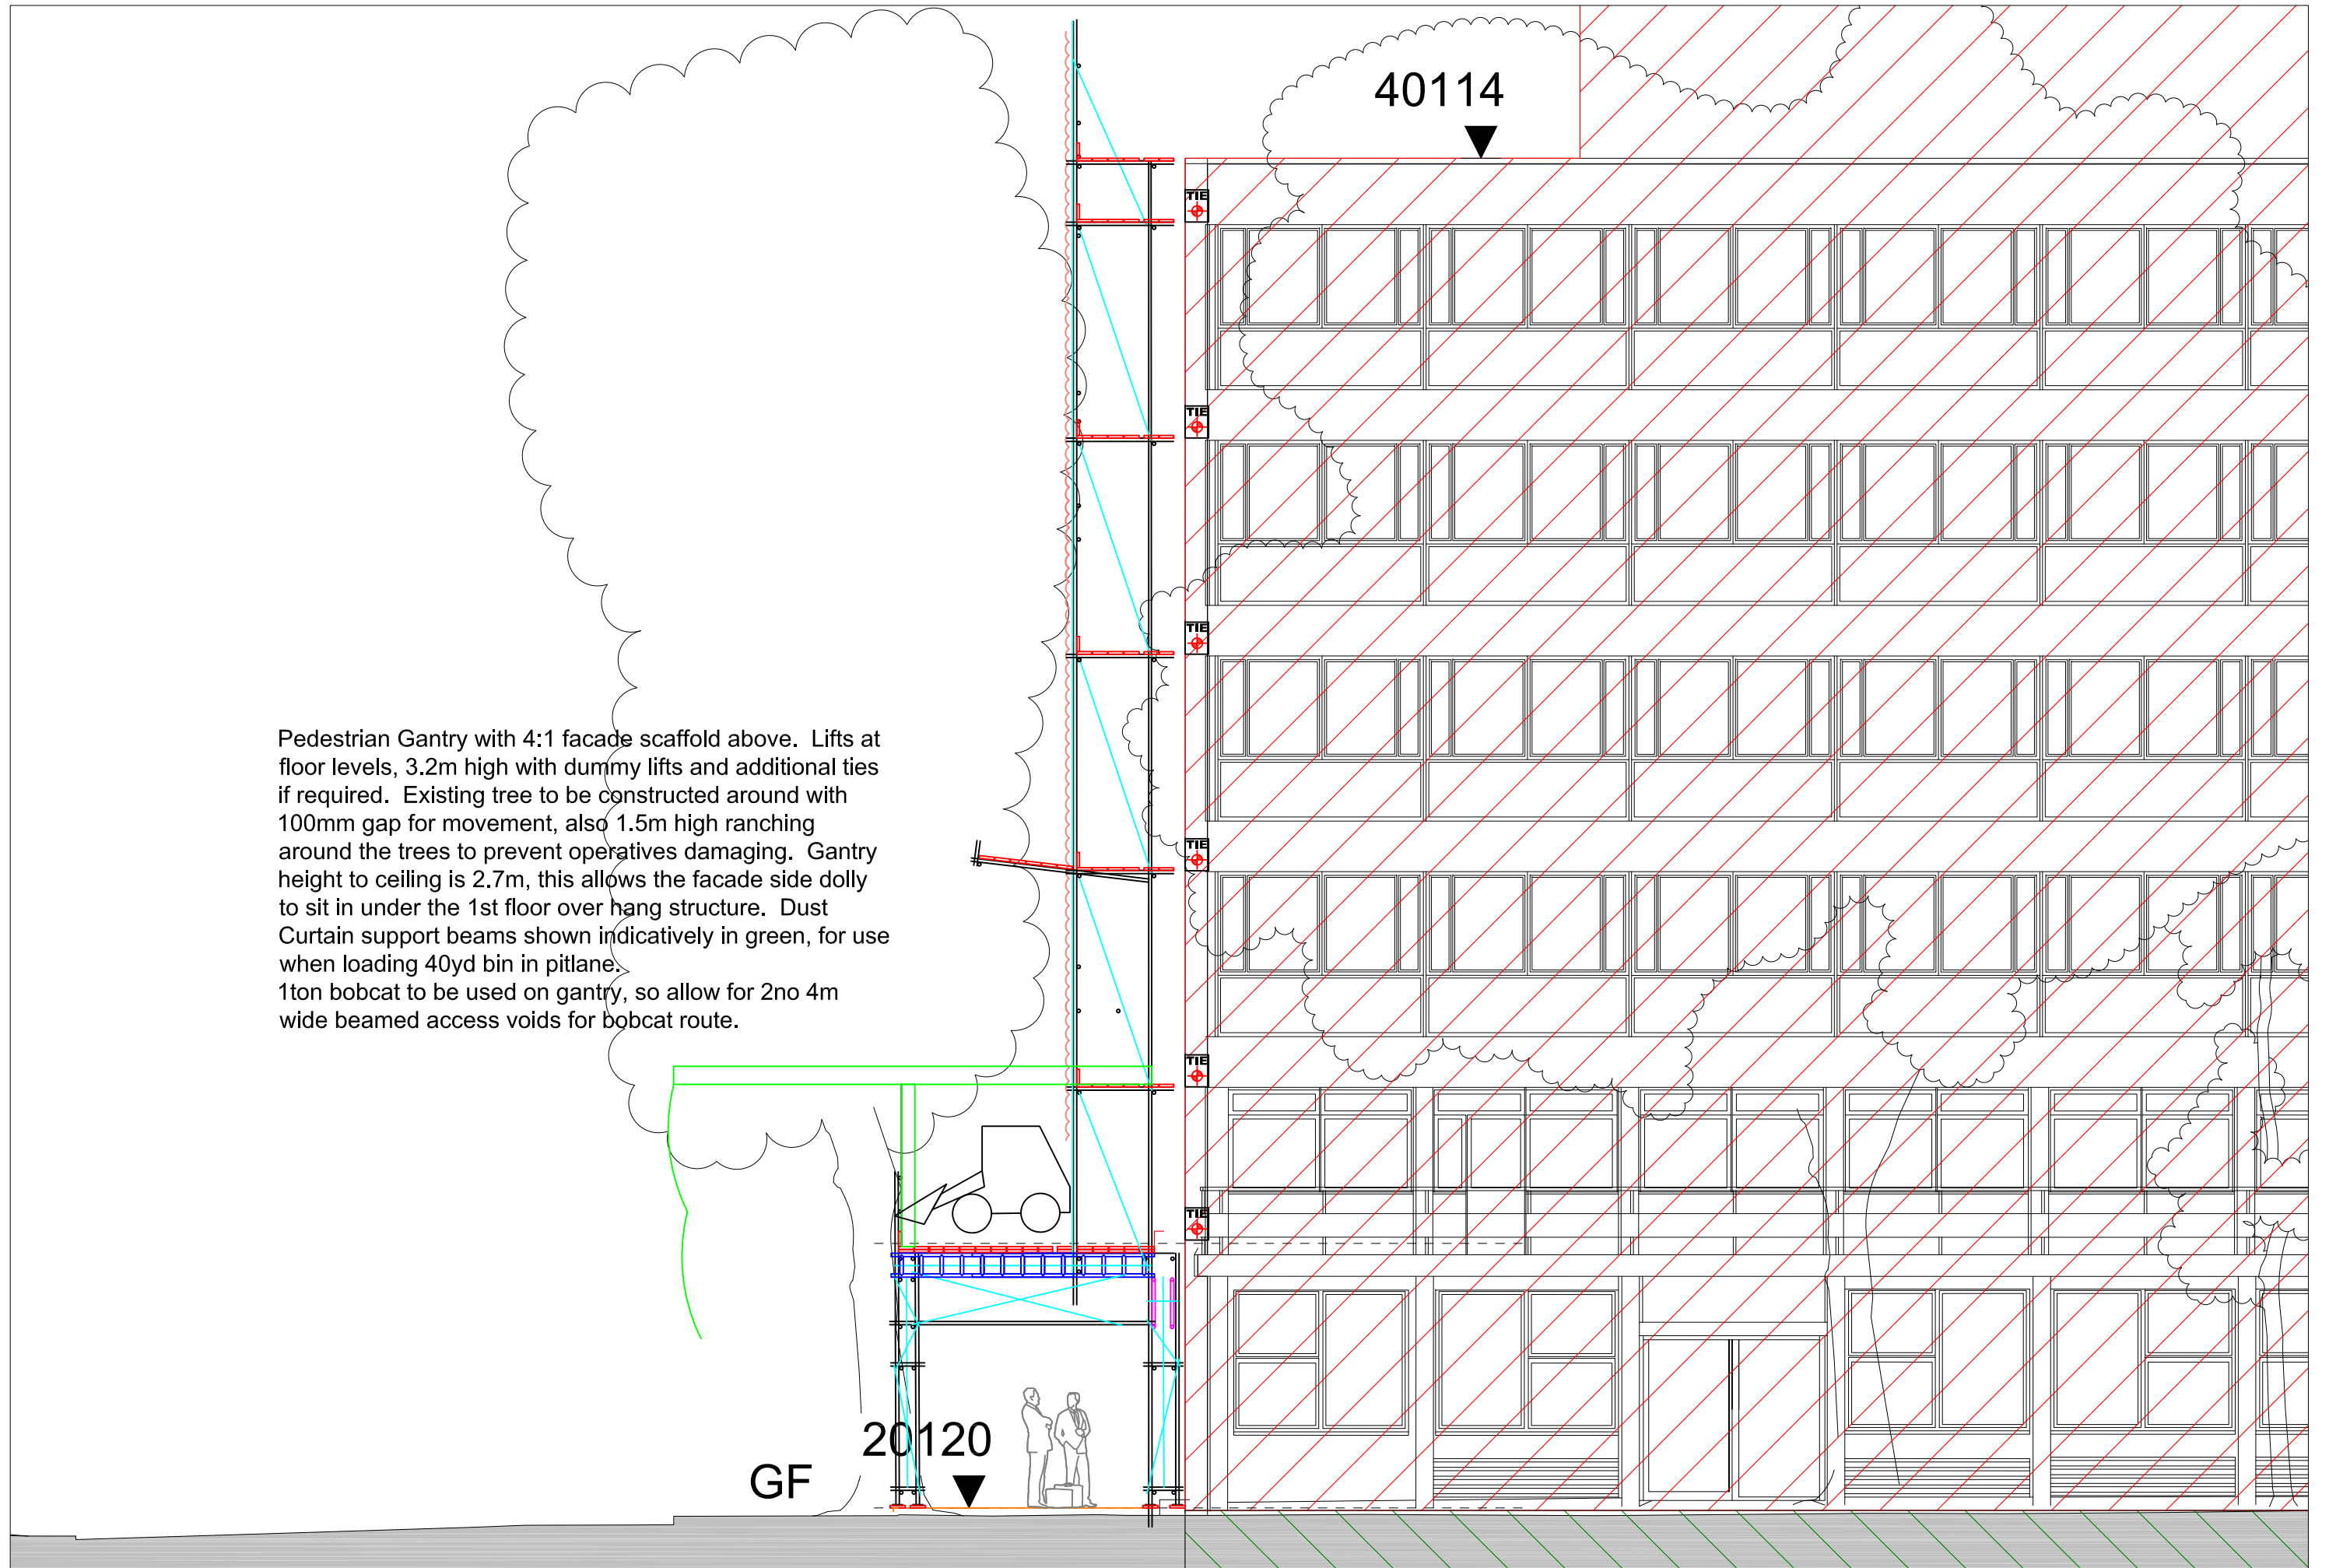 40114
TIE
TIE
TIE
Pedestrian Gantry with 4:1 facade scaffold above. Lifts at
floor levels, 3.2m high with dummy lifts and additional ties
if required. Existing tree to be constructed around with
100mm gap for movement, also 1.5m high ranching
around the trees to prevent operatives damaging. Gantry
height to ceiling is 2.7m, this allows the facade side dolly
to sit in under the 1st floor over hang structure. Dust
Curtain support beams shown indicatively in green, for use
when loading 40yd bin in pitlane.
1ton bobcat to be used on gantry, so allow for 2no 4m
wide beamed access voids for bobcat route.
TIE
TIE
TIE
20120
GF